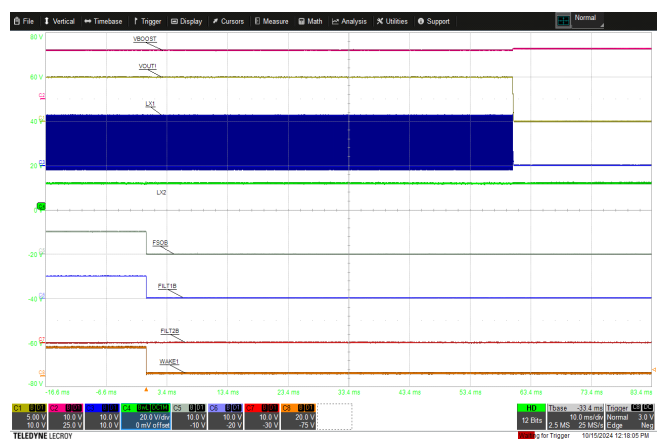 File Vertical Timebase Trigger Display Cursors Measure Math Analysis Utilities Support Normal
80 V
VBOOST
VOUT1
60 V
C2
LX1
40 V
C3
20 V
LX2
0 V
FSOB
-20 V
FILT1B
-40 V
FILT2B
-60 V
WAKE1
-80 V
-16.6 ms -6.6 ms 3.4 ms 13.4 ms 23.4 ms 33.4 ms 43.4 ms 53.4 ms 63.4 ms 73.4 ms 83.4 ms
C1 C2 C4 C5 C6 C8 HD Tbase -33.4 ms Trigger
5.00 V 10.0 V 10.0 V 20.0 V/div 10.0 V 10.0 V 10.0 V 20.0 V 12 Bits 10.0 ms/div Normal 3.0 V
10.0 V 25.0 V 10.0 V 0 mV offset -10 V -20 V -30 V -75 V 2.5 MS 25 MS/s Edge Neg
TELEDYNE LECROY g for Trigger 10/15/2024 12:18:05 PM